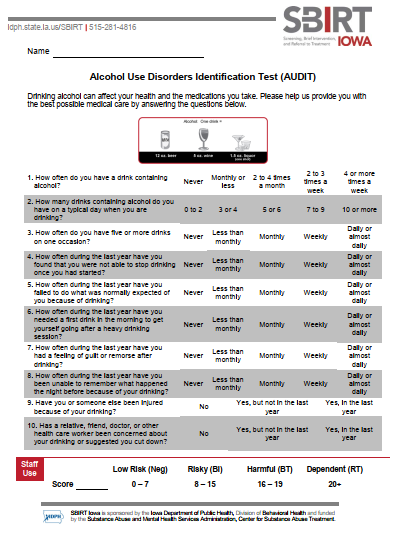 idph.state.ia.us/SBIRT | 515-281-4816
SBIRT
Screening, Brief Intervention,
and Referral to Treatment
IOWA
Name
Alcohol Use Disorders Identification Test (AUDIT)
Drinking alcohol can affect your health and the medications you take. Please help us provide you with
the best possible medical care by answering the questions below.
Alcohol One drink =
12 oz. beer 5 oz. wine 1.5 oz. liquor
(one shot)
1. How often do you have a drink containing
alcohol?
Never
Monthly or
less
2 to 4 times
a month
2 to 3
times a
week
4 or more
times a
week
2. How many drinks containing alcohol do you
have on a typical day when you are
drinking?
0 to 2
3 or 4
5 or 6
7 to 9
10 or more
3. How often do you have five or more drinks
on one occasion?
Never
Less than
monthly
Monthly
Weekly
Daily or
almost
daily
4. How often during the last year have you
found that you were not able to stop drinking
once you had started?
Never
Less than
monthly
Monthly
Weekly
Daily or
almost
daily
5. How often during the last year have you
failed to do what was normally expected of
you because of drinking?
Never
Less than
monthly
Monthly
Weekly
Daily or
almost
daily
6. How often during the last year have you
needed a first drink in the morning to get
yourself going after a heavy drinking
session?
Never
Less than
monthly
Monthly
Weekly
Daily or
almost
daily
7. How often during the last year have you
had a feeling of guilt or remorse after
drinking?
Never
Less than
monthly
Monthly
Weekly
Daily or
almost
daily
8. How often during the last year have you
been unable to remember what happened
the night before because of your drinking?
Never
Less than
monthly
Monthly
Weekly
Daily or
almost
daily
9. Have you or someone else been injured
because of your drinking?
No
Yes, but not in the last
year
Yes, in the last
year
10. Has a relative, friend, doctor, or other
health care worker been concerned about
your drinking or suggested you cut down?
No
Yes, but not in the last
year
Yes, in the last
year
Staff
Use
Low Risk (Neg) Risky (BI) Harmful (BT) Dependent (RT)
Score 0 – 7 8 – 15 16 – 19 20+
IDPH
SBIRT Iowa is sponsored by the Iowa Department of Public Health, Division of Behavioral Health and funded
by the Substance Abuse and Mental Health Services Administration, Center for Substance Abuse Treatment.